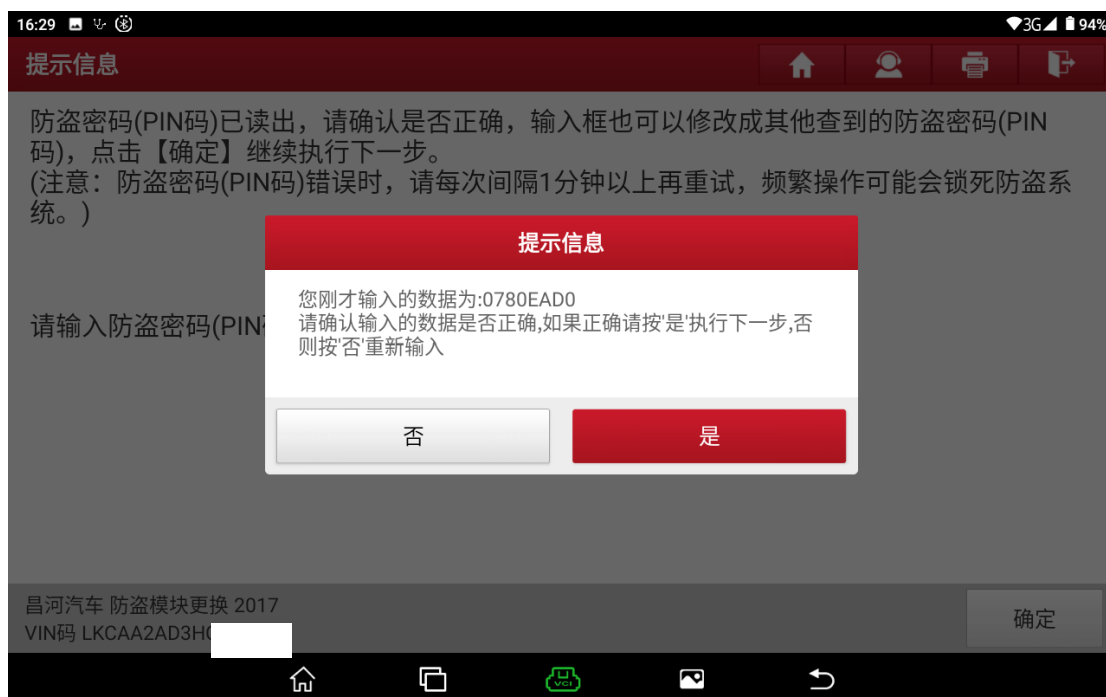 16:29 3G 94%
提示信息
防盗密码(PIN码)已读出，请确认是否正确，输入框也可以修改成其他查到的防盗密码(PIN
码)，点击【确定】继续执行下一步。
(注意：防盗密码(PIN码)错误时，请每次间隔1分钟以上再重试，频繁操作可能会锁死防盗系
统。)
提示信息
您刚才输入的数据为:0780EAD0
请确认输入的数据是否正确,如果正确请按'是'执行下一步,否
则按'否'重新输入
请输入防盗密码(PIN
否 是
昌河汽车 防盗模块更换 2017
VIN码 LKCAA2AD3H
确定
VCI